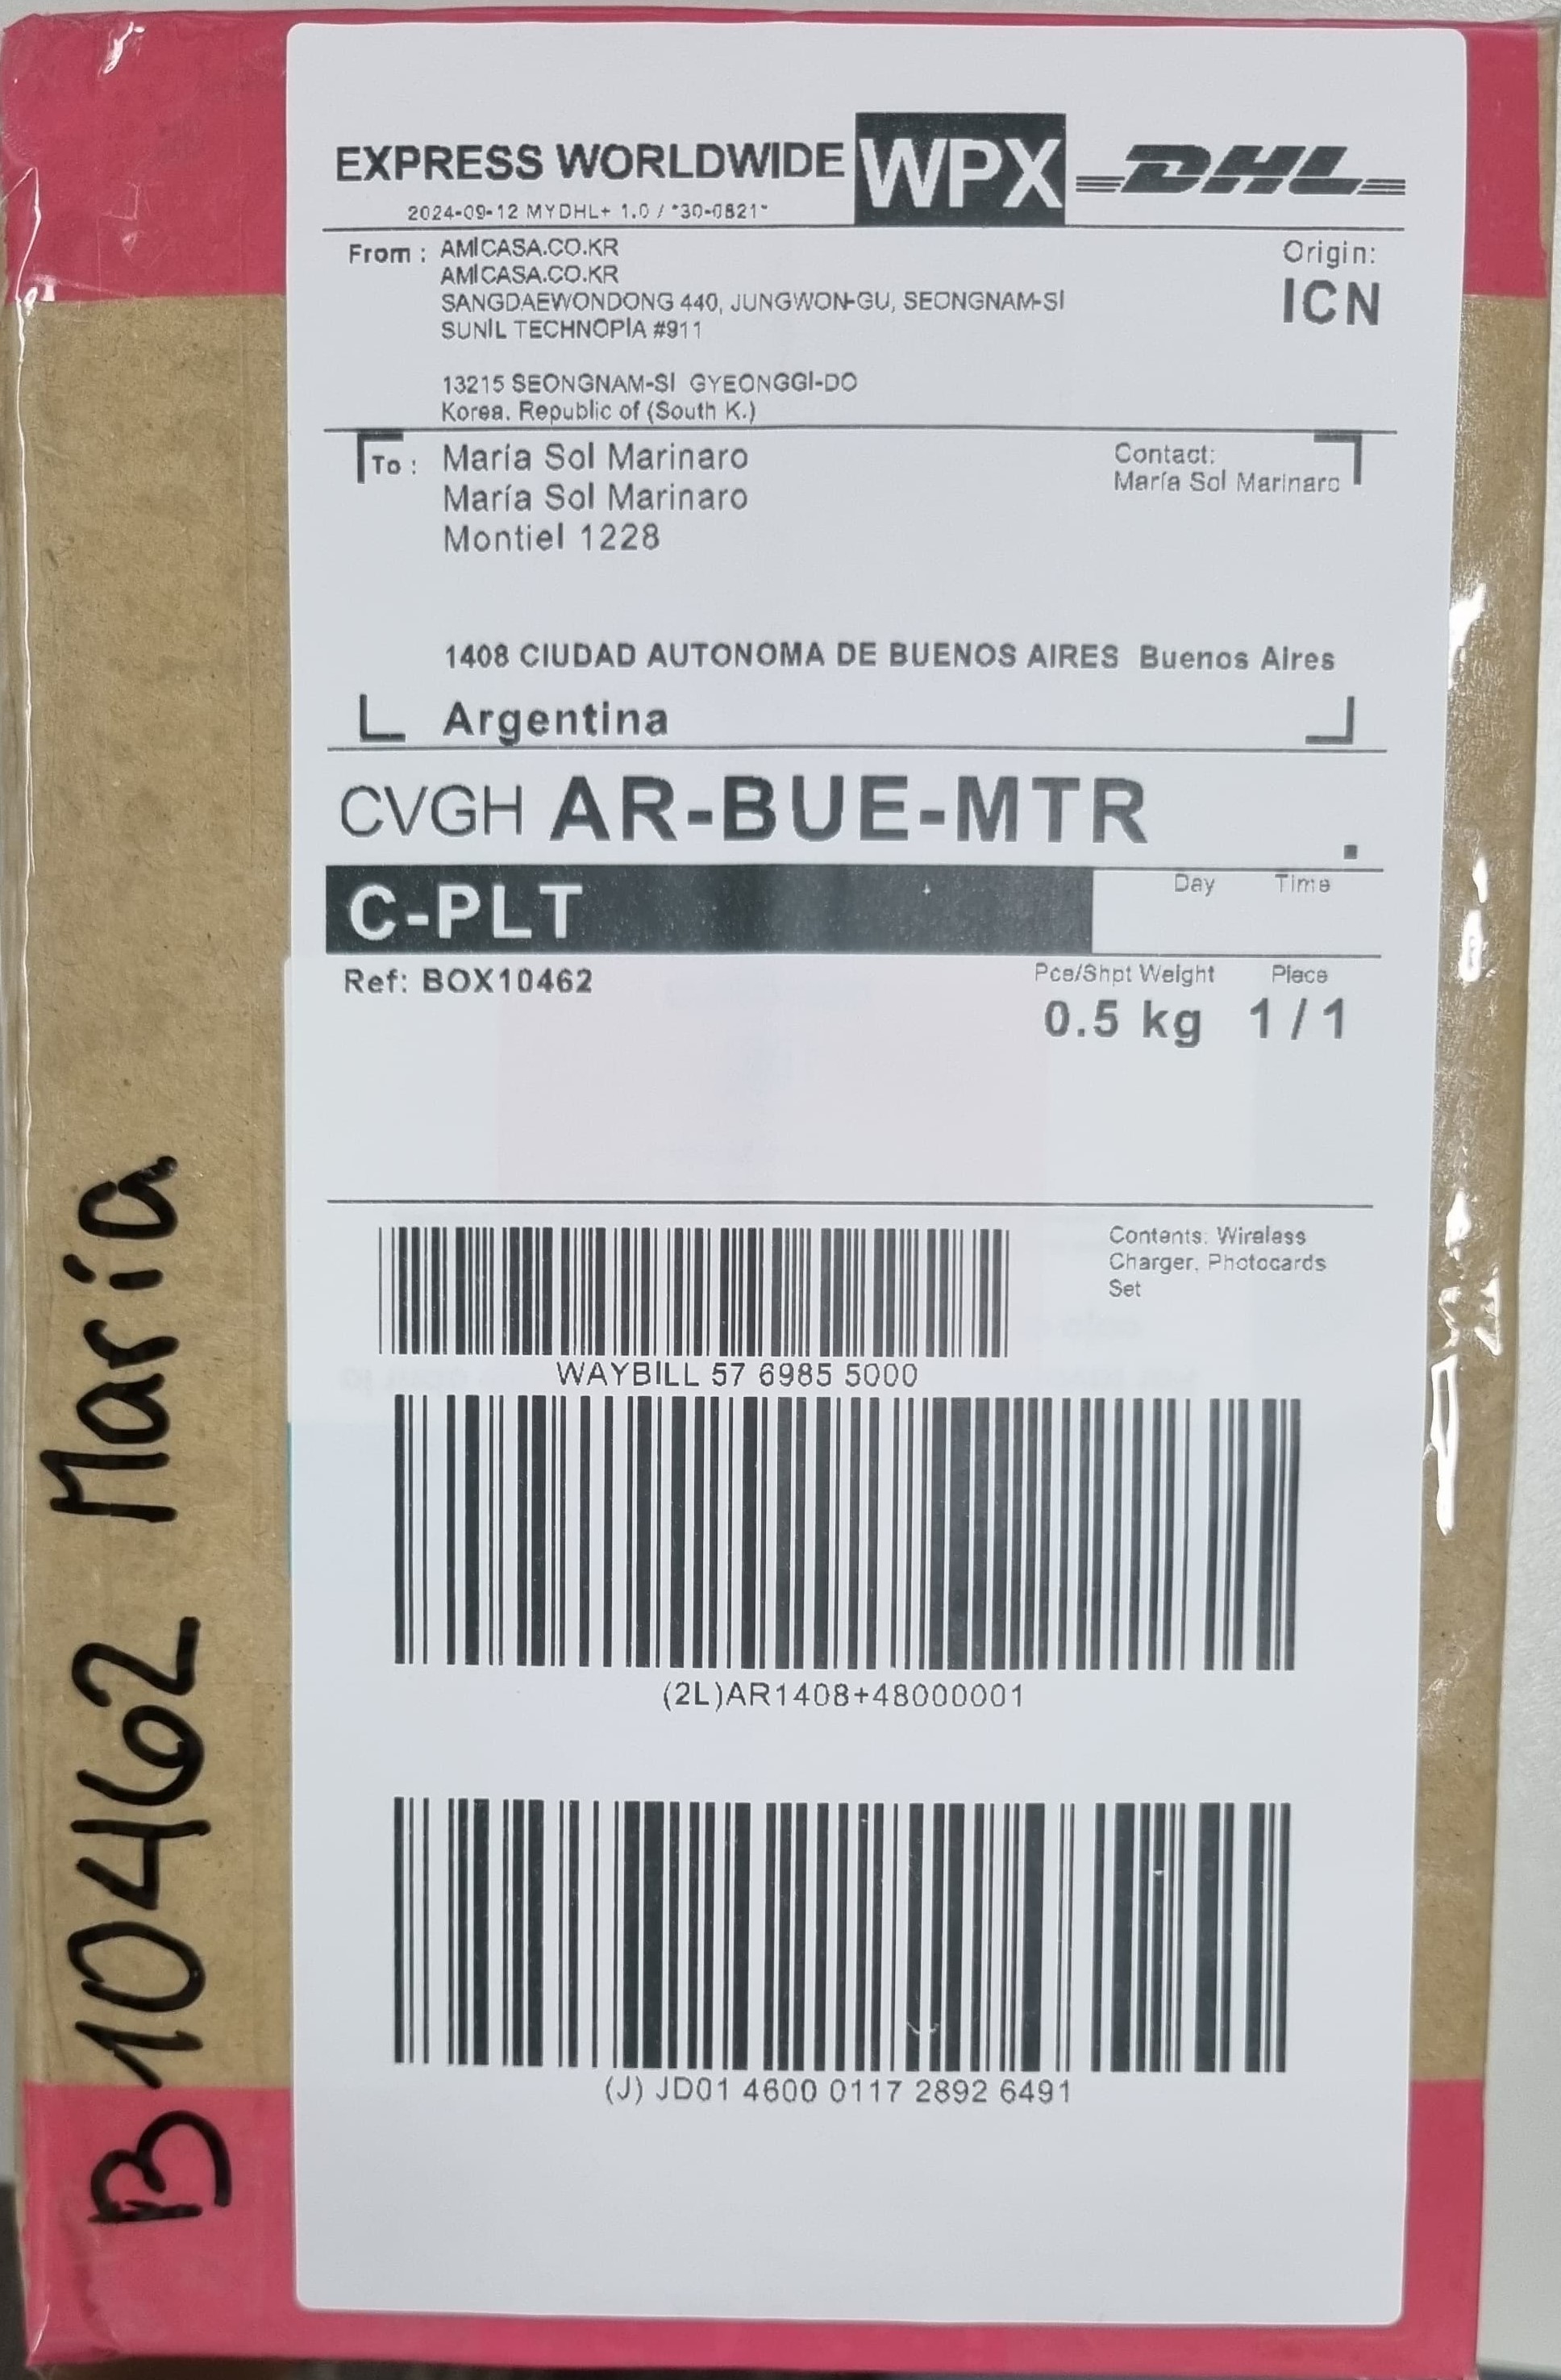 EXPRESS WORLDWIDE WPX DHL
2024-09-12 MYDHL+ 1.0 / *30-0821*
From : AMICASA.CO.KR
AMICASA.CO.KR
SANGDAEWONDONG 440, JUNGWON-GU, SEONGNAM-SI
SUNIL TECHNOPIA #911
13215 SEONGNAM-SI GYEONGGI-DO
Korea, Republic of (South K.)
Origin:
ICN
To : María Sol Marinaro
María Sol Marinaro
Montiel 1228
Contact:
María Sol Marinaro
1408 CIUDAD AUTONOMA DE BUENOS AIRES Buenos Aires
Argentina
CVGH AR-BUE-MTR
C-PLT
Day Time
Ref: BOX10462
Pce/Shpt Weight Piece
0.5 kg 1 / 1
Contents: Wireless
Charger, Photocards
Set
WAYBILL 57 6985 5000
(2L)AR1408+48000001
(J) JD01 4600 0117 2892 6491
B10462 María